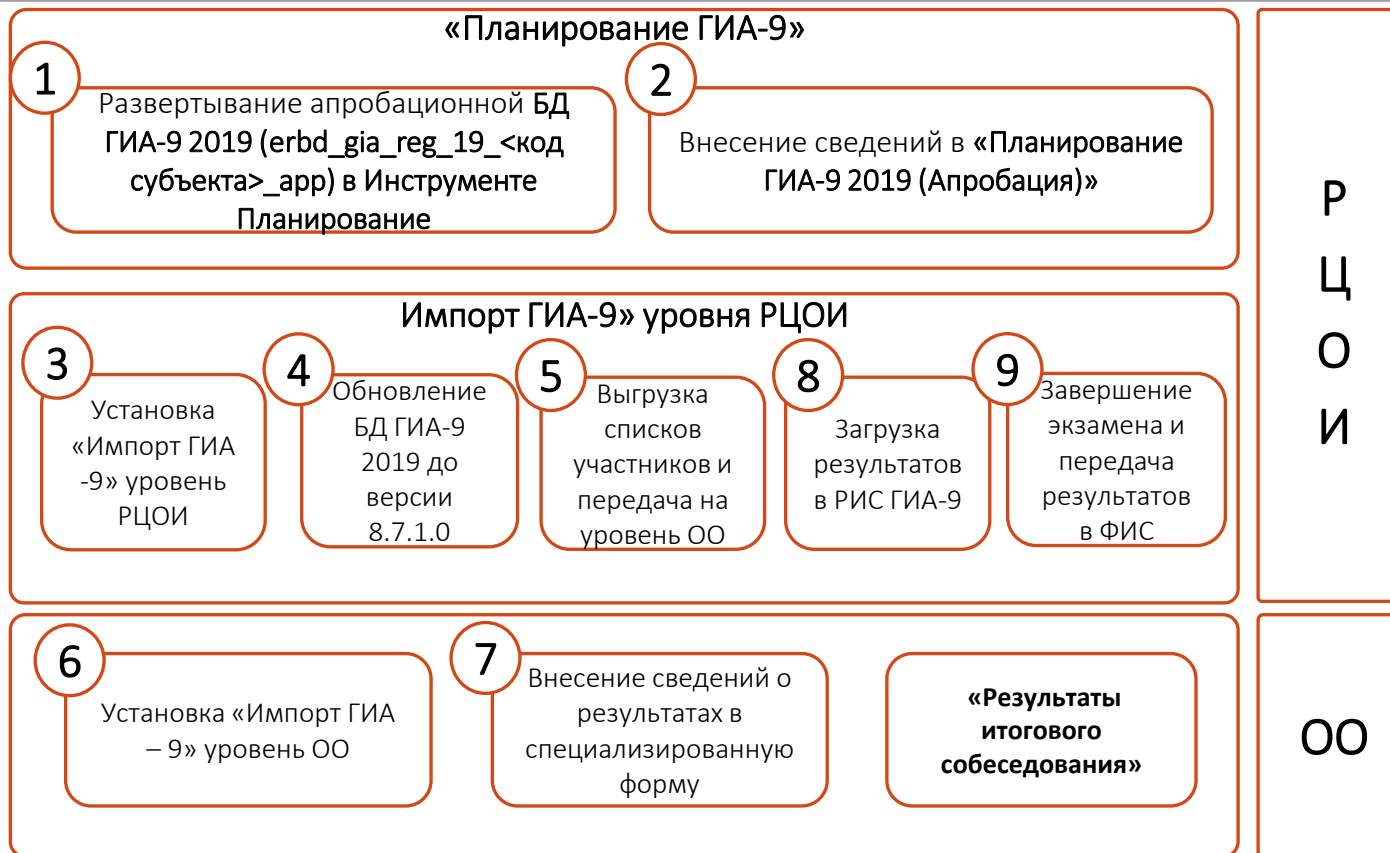 «Планирование ГИА-9»
1
Развертывание апробационной БД
ГИА-9 2019 (erbd_gia_reg_19_<код
субъекта>_app) в Инструменте
Планирование
2
Внесение сведений в «Планирование
ГИА-9 2019 (Апробация)»
Импорт ГИА-9» уровня РЦОИ
3
Установка
«Импорт ГИА
-9» уровень
РЦОИ
4
Обновление
БД ГИА-9
2019 до
версии
8.7.1.0
5
Выгрузка
списков
участников и
передача на
уровень ОО
8
Загрузка
результатов
в РИС ГИА-9
9
Завершение
экзамена и
передача
результатов
в ФИС
Р
Ц
О
И
6
Установка «Импорт ГИА
– 9» уровень ОО
7
Внесение сведений о
результатах в
специализированную
форму
«Результаты
итогового
собеседования»
ОО